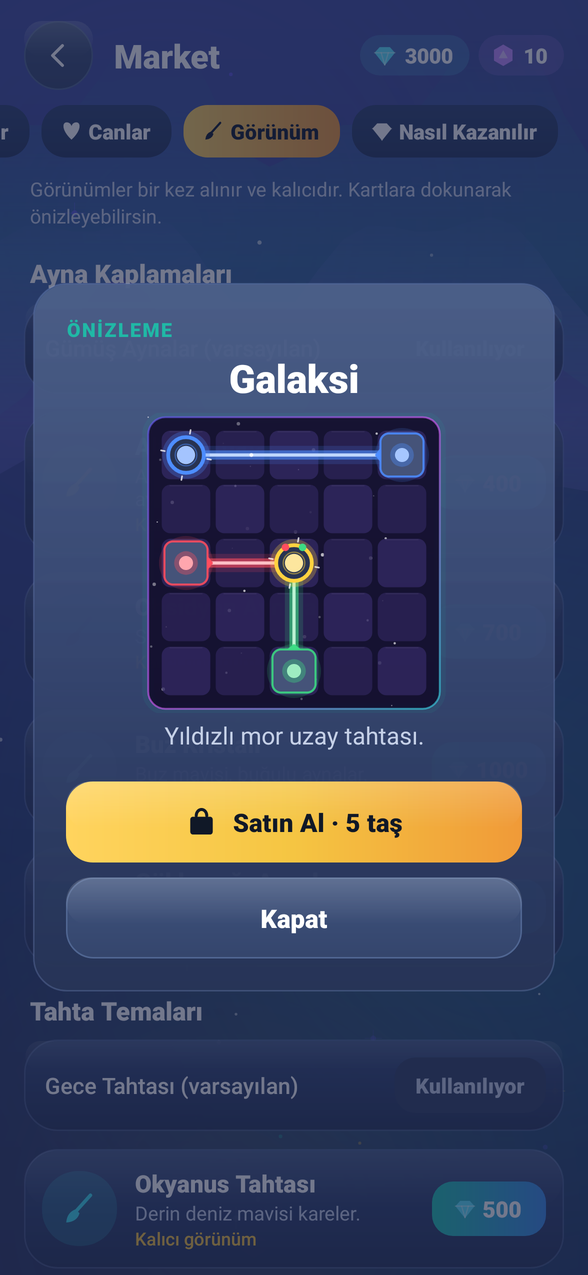 Market
3000
10
r
Canlar
Görünüm
Nasıl Kazanılır
Görünümler bir kez alınır ve kalıcıdır. Kartlara dokunarak
önizleyebilirsin.
Ayna Kaplamaları
ÖNİZLEME
Galaksi
Yıldızlı mor uzay tahtası.
Satın Al · 5 taş
Kapat
Tahta Temaları
Gece Tahtası (varsayılan)
Kullanılıyor
Okyanus Tahtası
Derin deniz mavisi kareler.
500
Kalıcı görünüm